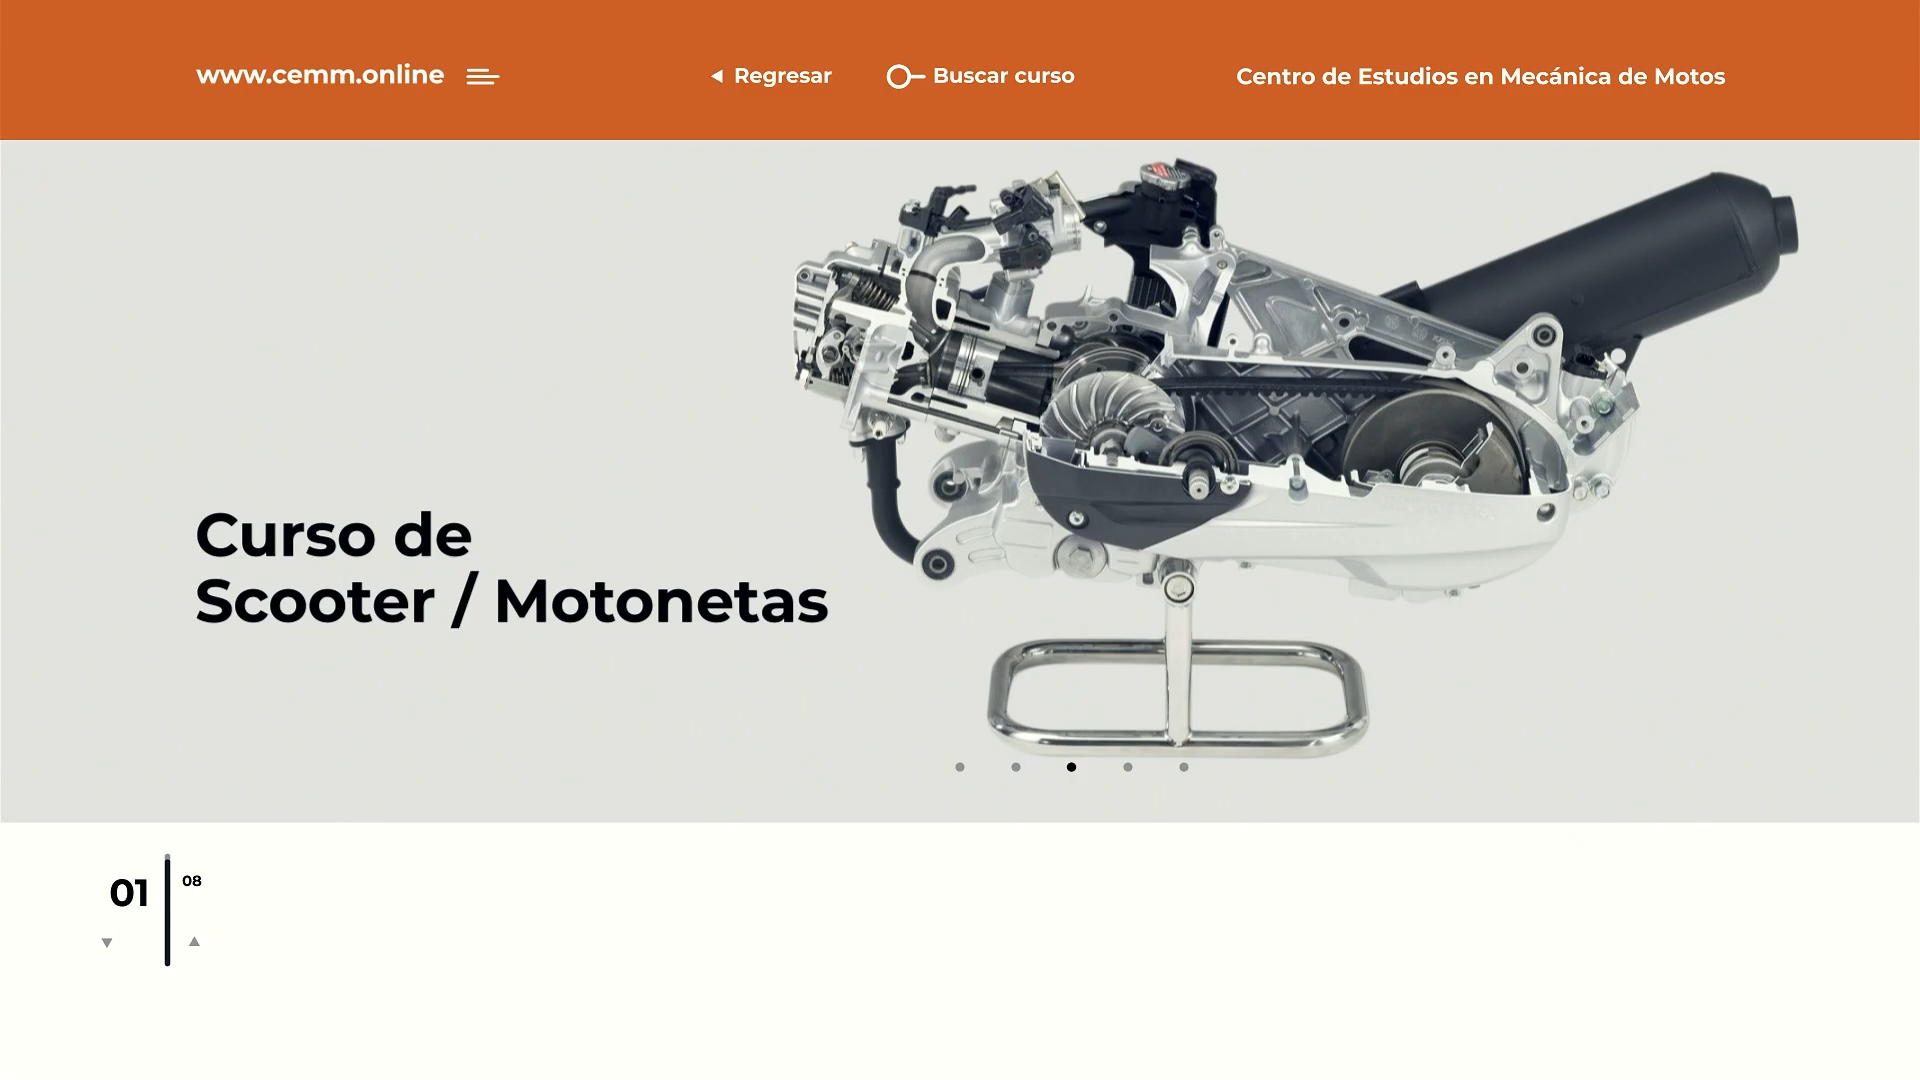 www.cemm.online
Regresar
Buscar curso
Centro de Estudios en Mecánica de Motos
Curso de
Scooter / Motonetas
01
08